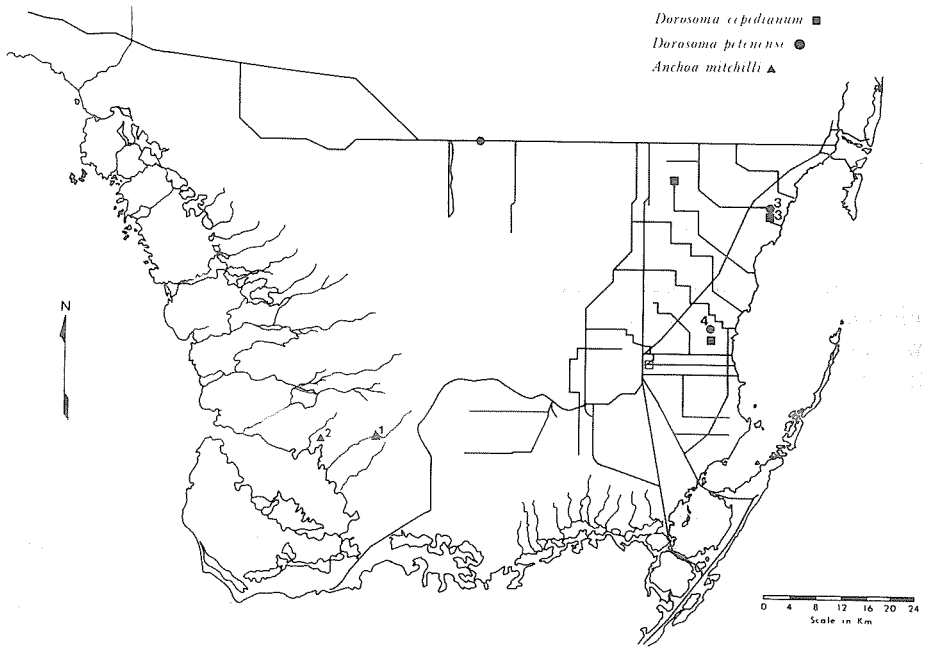 Dorosoma cepedianum
Dorosoma petenense
Anchoa mitchilli
3
3
N
4
2
1
0 4 8 12 16 20 24
Scale in Km